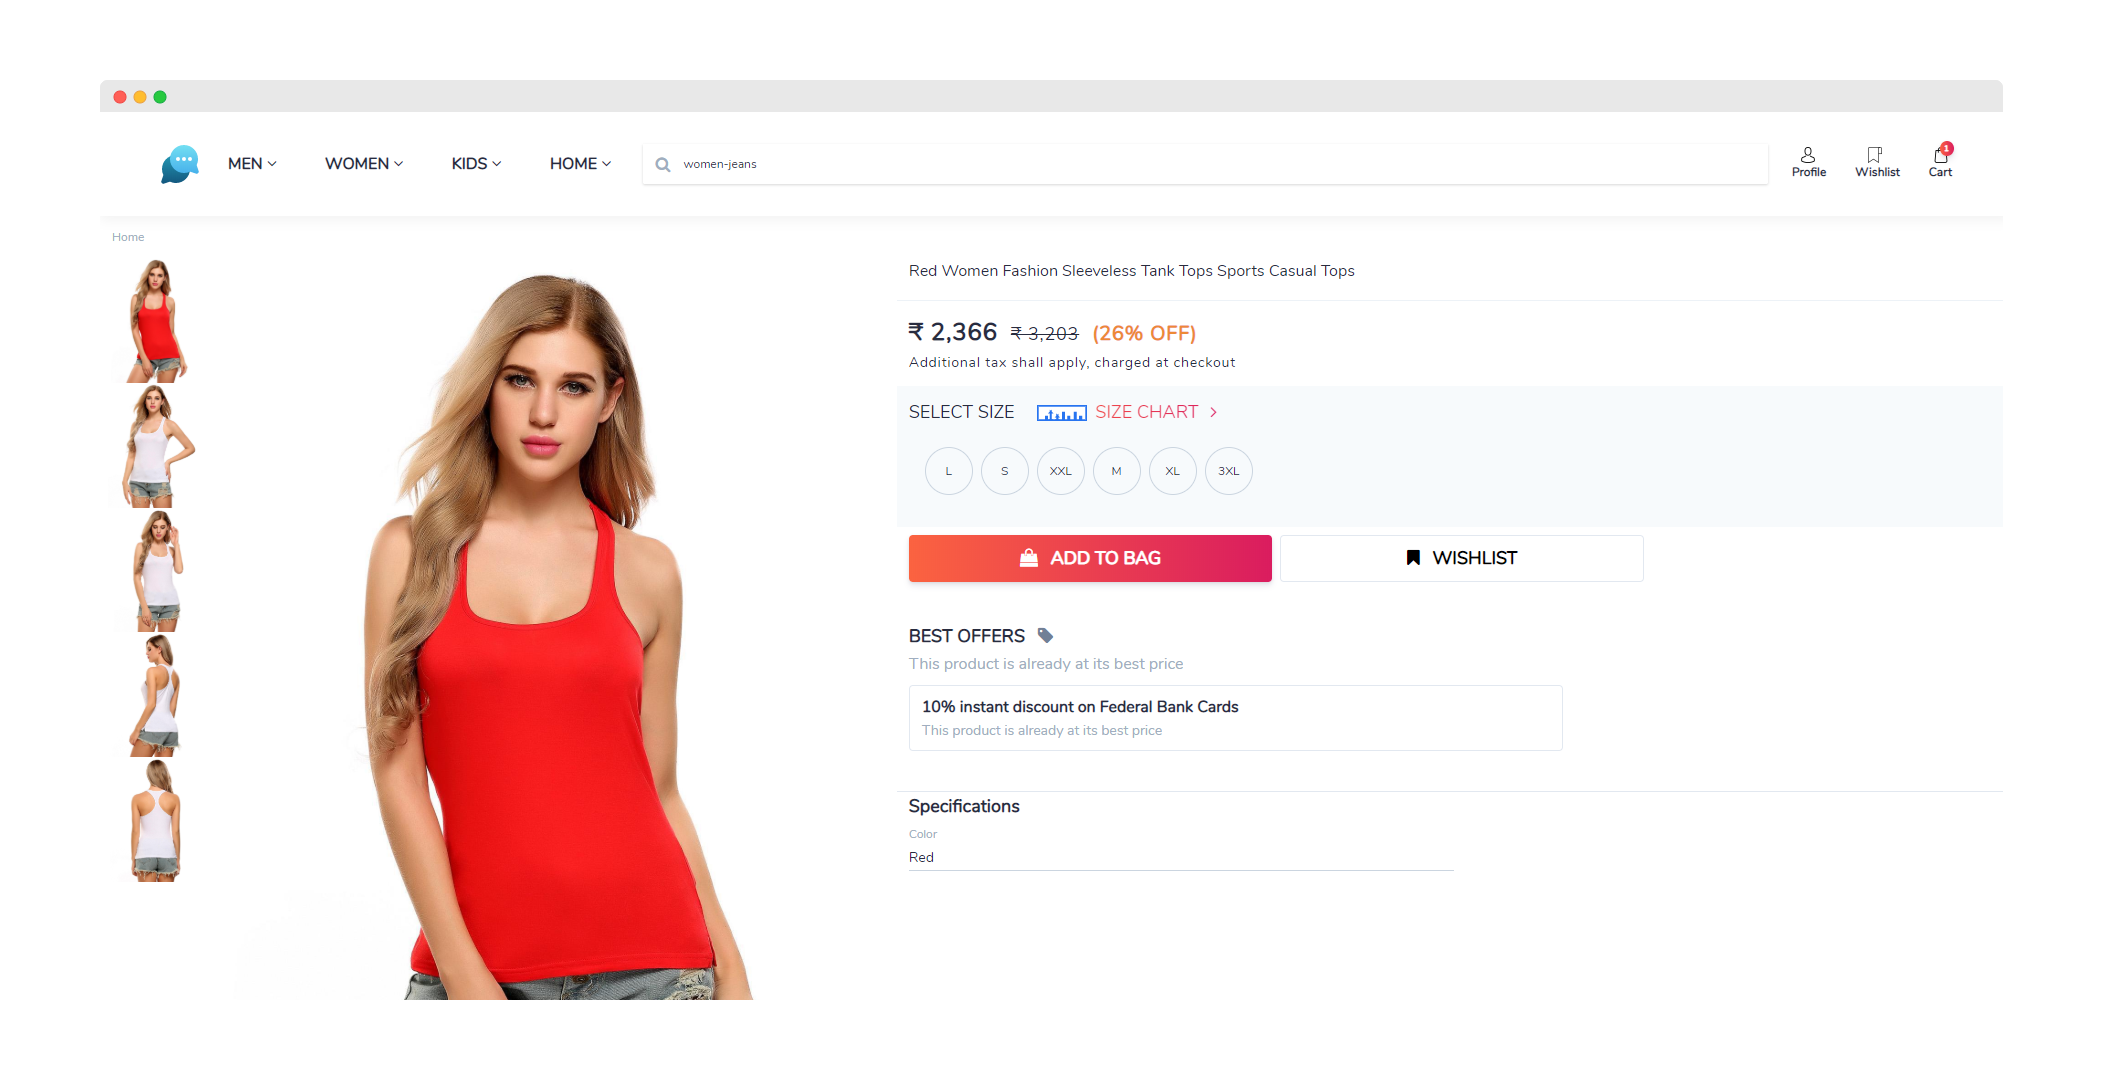 MEN
WOMEN
KIDS
HOME
women-jeans
Profile
Wishlist
1
Cart
Home
Red Women Fashion Sleeveless Tank Tops Sports Casual Tops
₹ 2,366 ₹ 3,203 (26% OFF)
Additional tax shall apply, charged at checkout
SELECT SIZE SIZE CHART
L S XXL M XL 3XL
ADD TO BAG
WISHLIST
BEST OFFERS
This product is already at its best price
10% instant discount on Federal Bank Cards
This product is already at its best price
Specifications
Color
Red